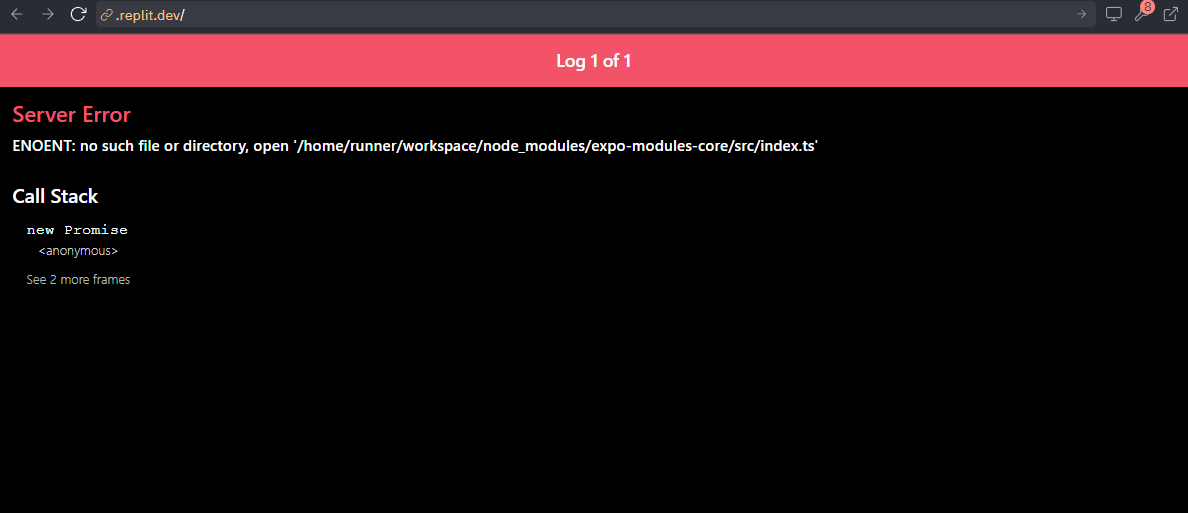 .replit.dev/
8
Log 1 of 1
Server Error
ENOENT: no such file or directory, open '/home/runner/workspace/node_modules/expo-modules-core/src/index.ts'
Call Stack
new Promise
<anonymous>
See 2 more frames